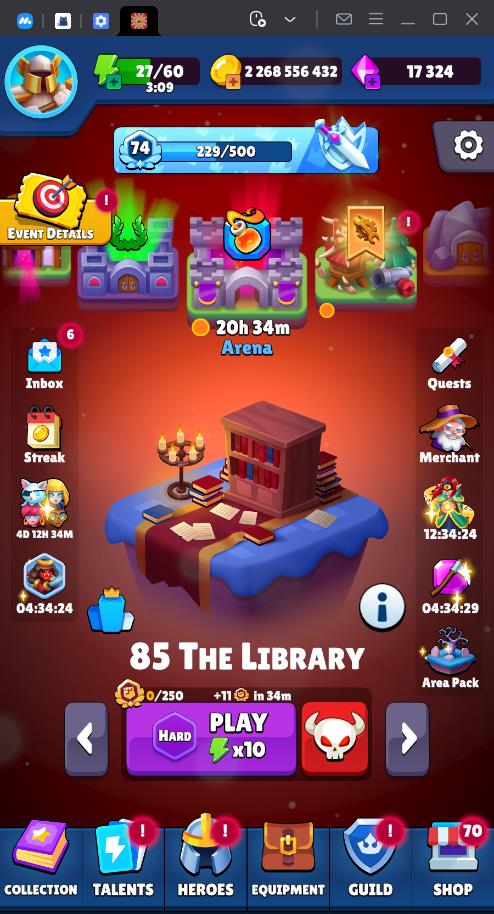 27/60
3:09
2 268 556 432
17 324
74
229/500
!
EVENT DETAILS
!
20h 34m
Arena
6
Inbox
Quests
Streak
Merchant
4D 12H 34M
12:34:24
04:34:24
04:34:29
i
85 THE LIBRARY
Area Pack
0/250
+11 in 34m
HARD
PLAY
x10
!
!
!
70
COLLECTION
TALENTS
HEROES
EQUIPMENT
GUILD
SHOP